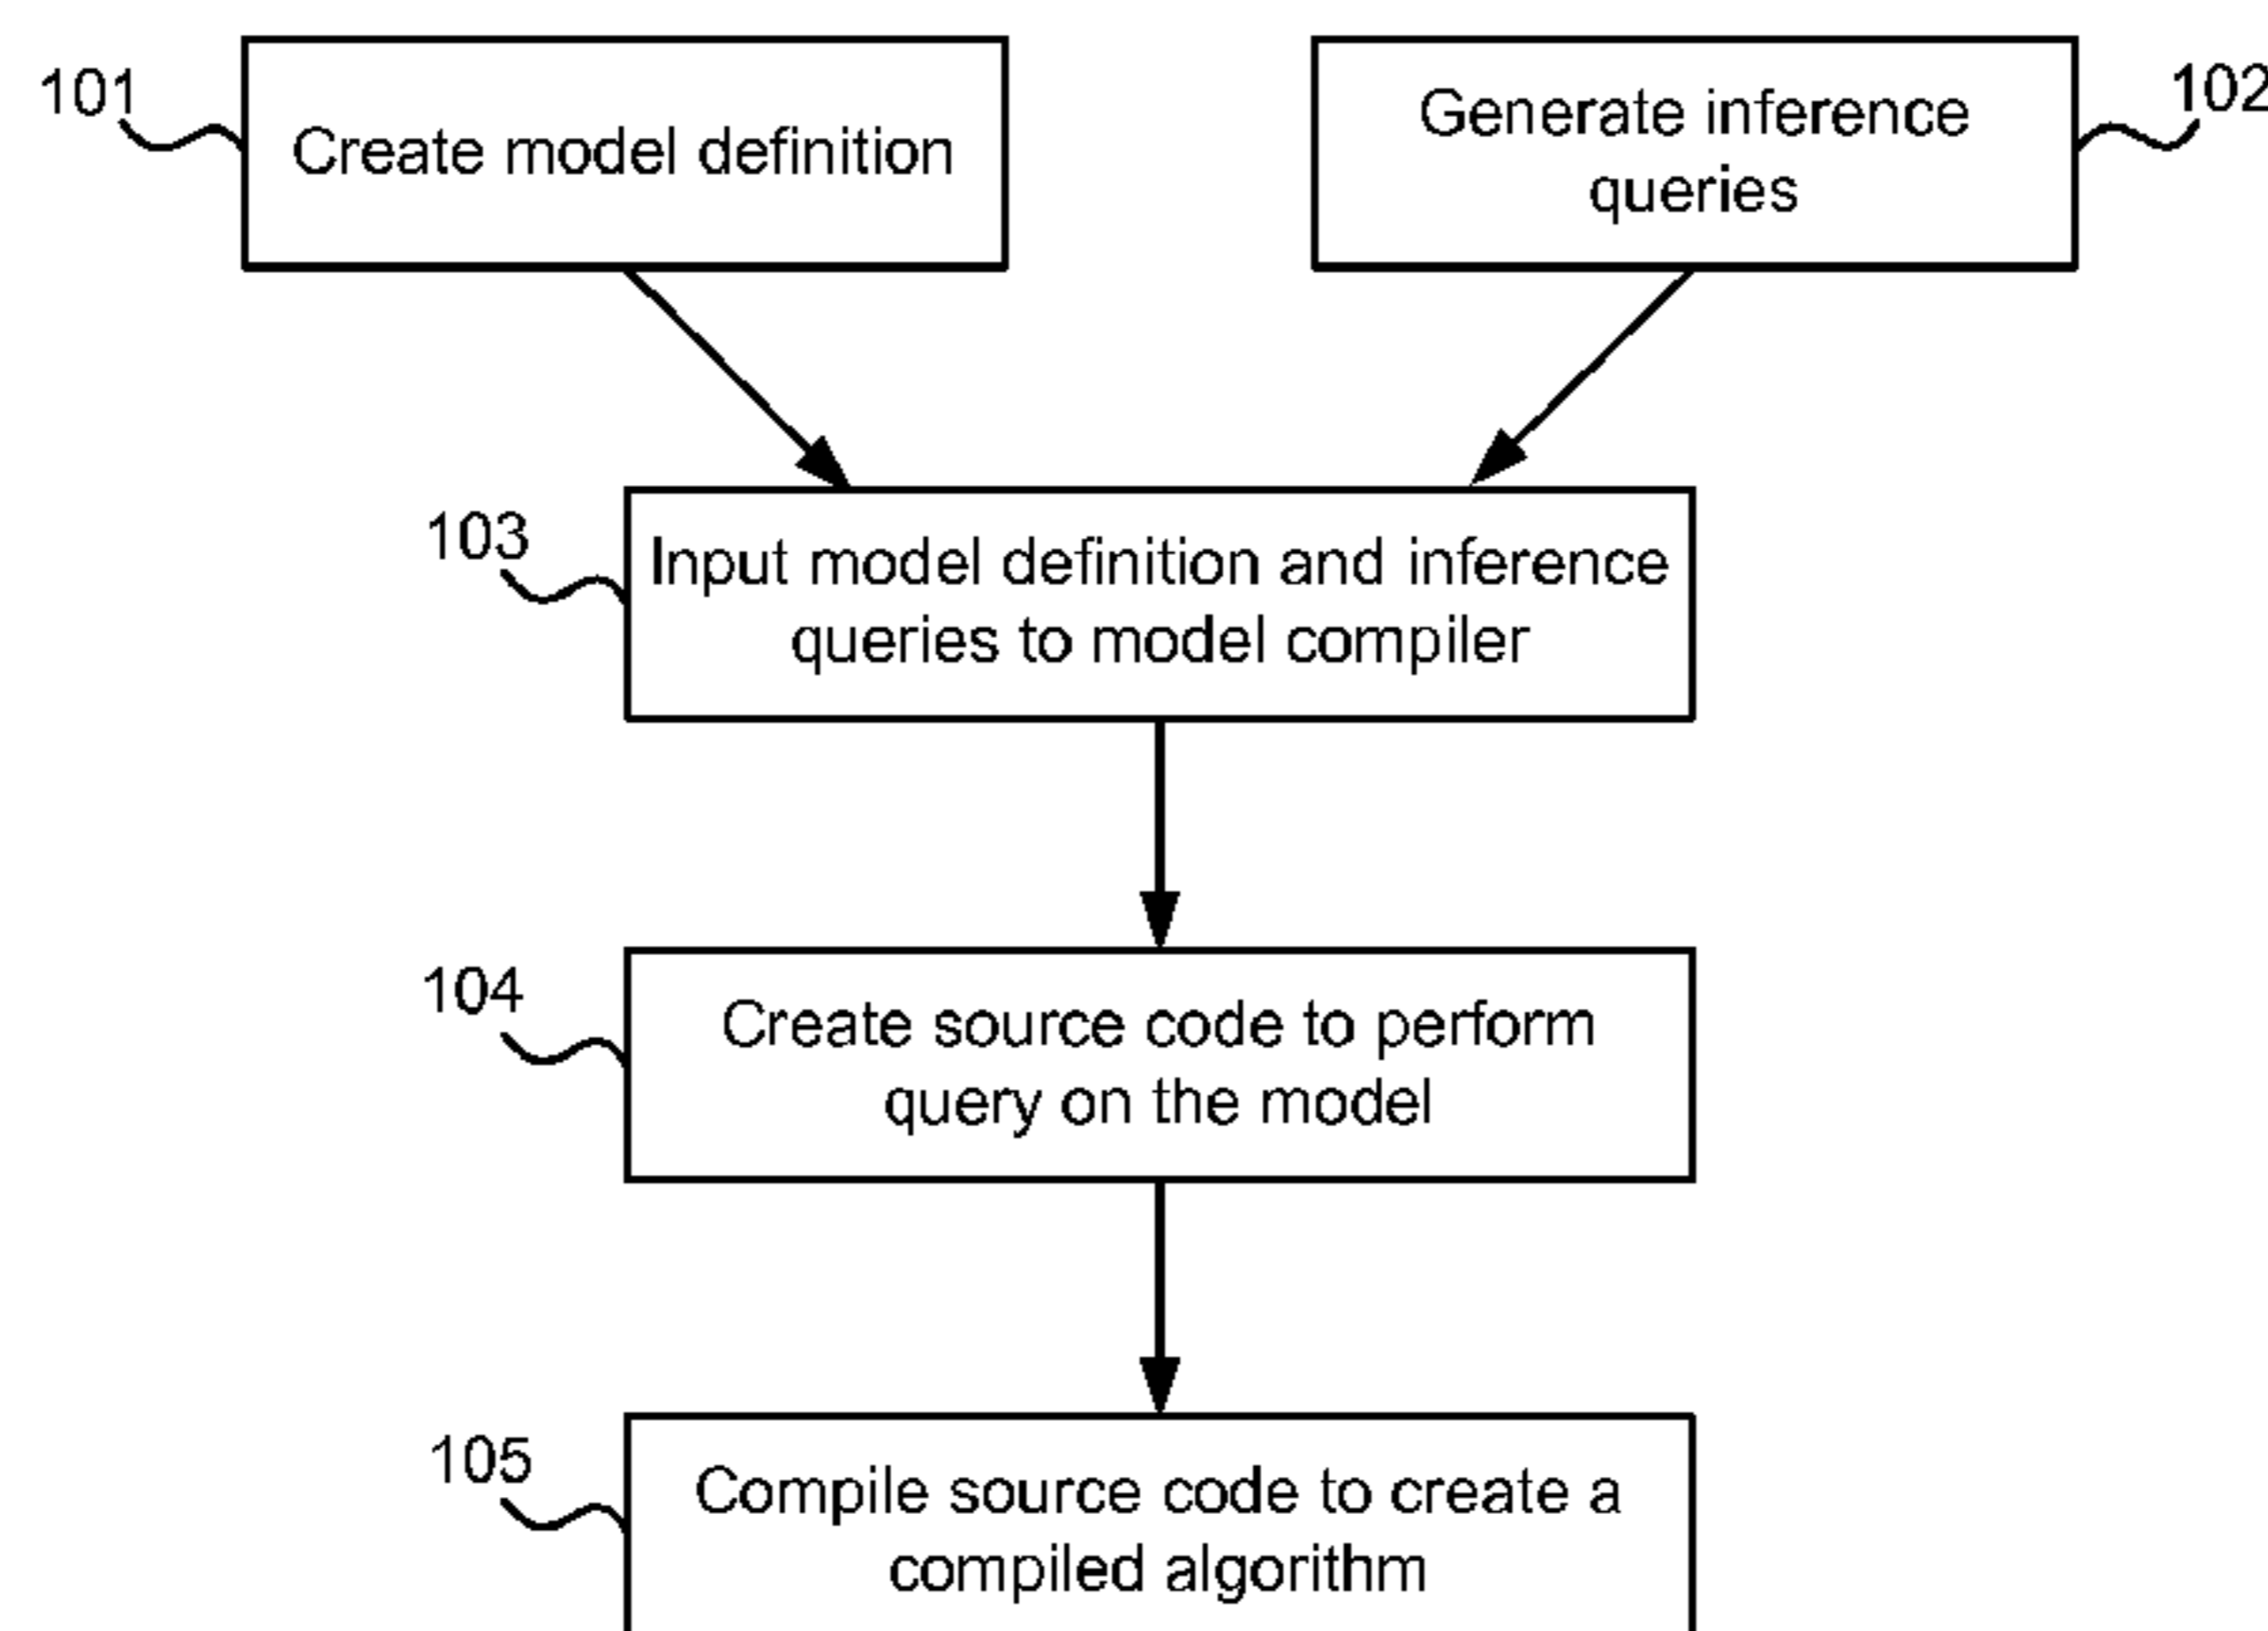 101
Create model definition
Generate inference
queries
102
103
Input model definition and inference
queries to model compiler
104
Create source code to perform
query on the model
105
Compile source code to create a
compiled algorithm